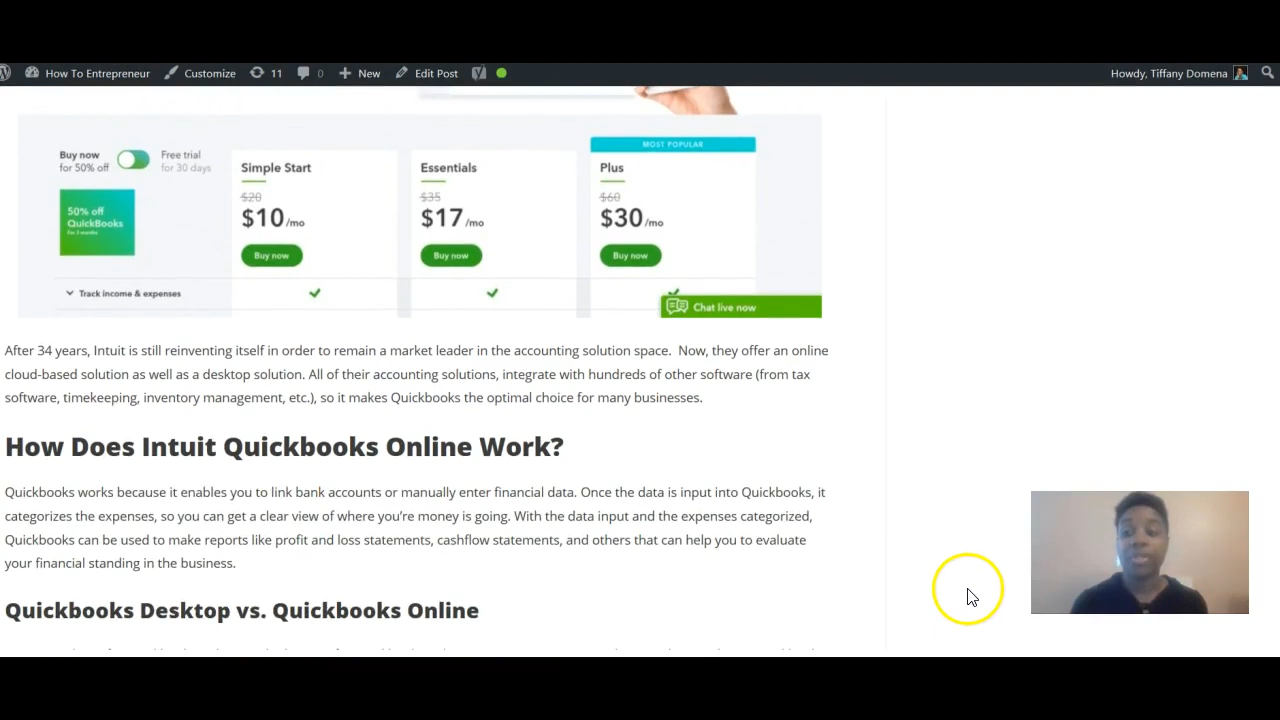 How To Entrepreneur Customize 11 0 New Edit Post Howdy, Tiffany Domena
MOST POPULAR
Buy now
for 50% off
Free trial
for 30 days
50% off
QuickBooks
For 3 months
Simple Start
$20
$10/mo
Buy now
Essentials
$35
$17/mo
Buy now
Plus
$60
$30/mo
Buy now
Track income & expenses
Chat live now
After 34 years, Intuit is still reinventing itself in order to remain a market leader in the accounting solution space. Now, they offer an online
cloud-based solution as well as a desktop solution. All of their accounting solutions, integrate with hundreds of other software (from tax
software, timekeeping, inventory management, etc.), so it makes Quickbooks the optimal choice for many businesses.
How Does Intuit Quickbooks Online Work?
Quickbooks works because it enables you to link bank accounts or manually enter financial data. Once the data is input into Quickbooks, it
categorizes the expenses, so you can get a clear view of where you're money is going. With the data input and the expenses categorized,
Quickbooks can be used to make reports like profit and loss statements, cashflow statements, and others that can help you to evaluate
your financial standing in the business.
Quickbooks Desktop vs. Quickbooks Online